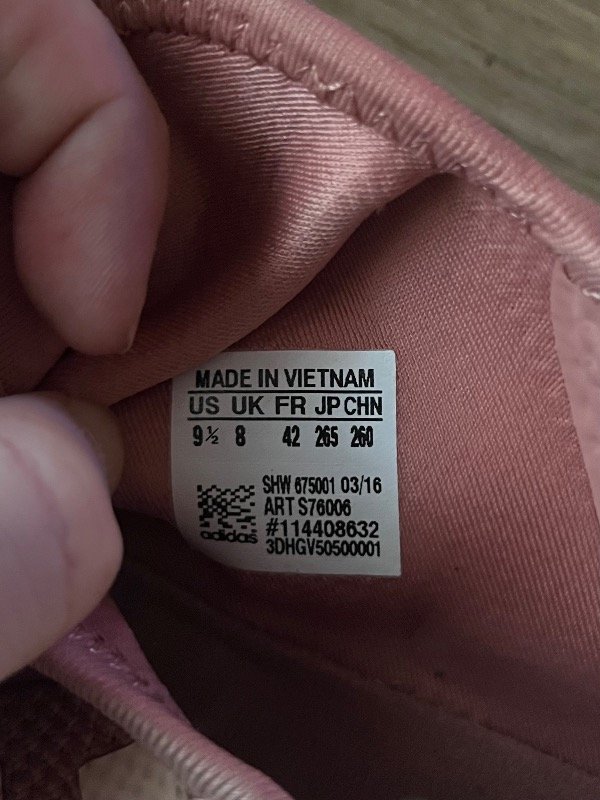 MADE IN VIETNAM
US UK FR JP CHN
9½ 8 42 265 260
SHW 675001 03/16
ART S76006
#114408632
adidas 3DHGV50500001